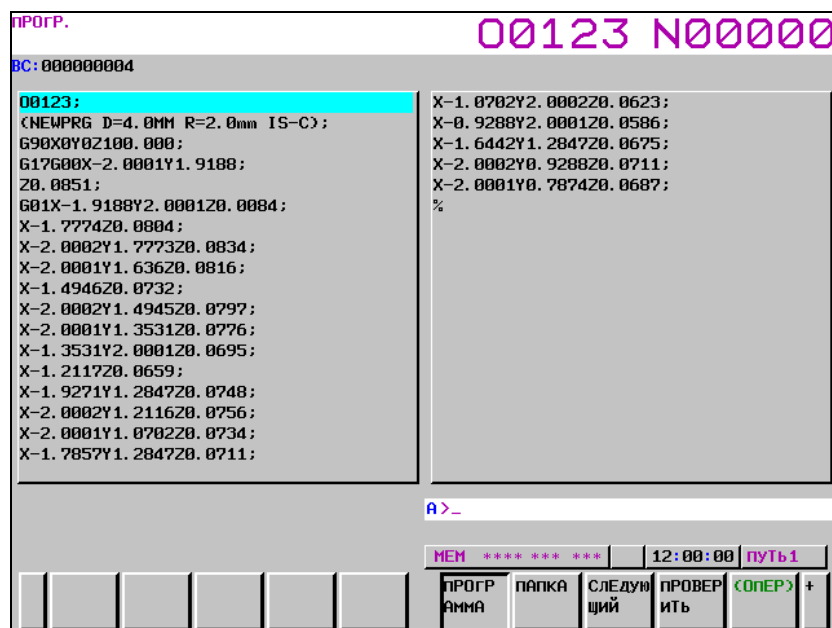 ПРОГР.
O0123 N00000
ВС:000000004
O0123;
(NEWPRG D=4.0MM R=2.0mm IS-C);
G90X0Y0Z100.000;
G17G00X-2.0001Y1.9188;
Z0.0851;
G01X-1.9188Y2.0001Z0.0084;
X-1.7774Z0.0804;
X-2.0002Y1.7773Z0.0834;
X-2.0001Y1.636Z0.0816;
X-1.4946Z0.0732;
X-2.0002Y1.4945Z0.0797;
X-2.0001Y1.3531Z0.0776;
X-1.3531Y2.0001Z0.0695;
X-1.2117Z0.0659;
X-1.9271Y1.2847Z0.0748;
X-2.0002Y1.2116Z0.0756;
X-2.0001Y1.0702Z0.0734;
X-1.7857Y1.2847Z0.0711;
X-1.0702Y2.0002Z0.0623;
X-0.9288Y2.0001Z0.0586;
X-1.6442Y1.2847Z0.0675;
X-2.0002Y0.9288Z0.0711;
X-2.0001Y0.7874Z0.0687;
%
A>_
MEM **** *** ***
12:00:00
ПУТЬ1
ПРОГР
АММА
ПАПКА
СЛЕДУЮ
ЩИЙ
ПРОВЕР
ИТЬ
(ОПЕР)
+